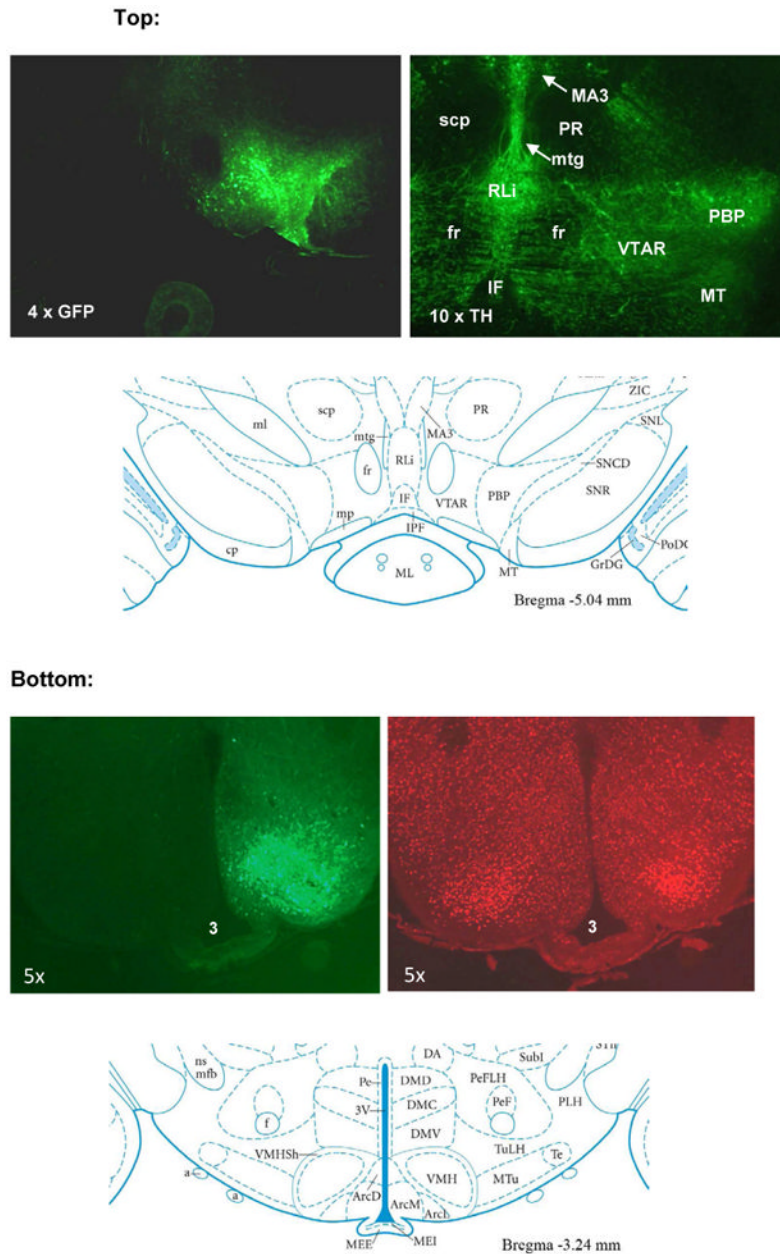 Top:
4 x GFP
MA3
scp
PR
mtg
RLi
PBP
fr
fr
VTAR
IF
MT
10 x TH
ZIC
scp
PR
ml
SNL
mtg
MA3
SNCD
RLi
fr
SNR
IF
VTAR
PBP
mp
IPF
cp
PoDG
GrDG
ML
MT
Bregma -5.04 mm
Bottom:
3
5x
3
5x
ns
mfb
DA
SubI
Pe
DMD
PeFLH
3V
DMC
PeF
PLH
f
DMV
VMHSh
TuLH
Te
a
VMH
MTu
a
ArcD
ArcM
ArcL
MEE
MEI
Bregma -3.24 mm